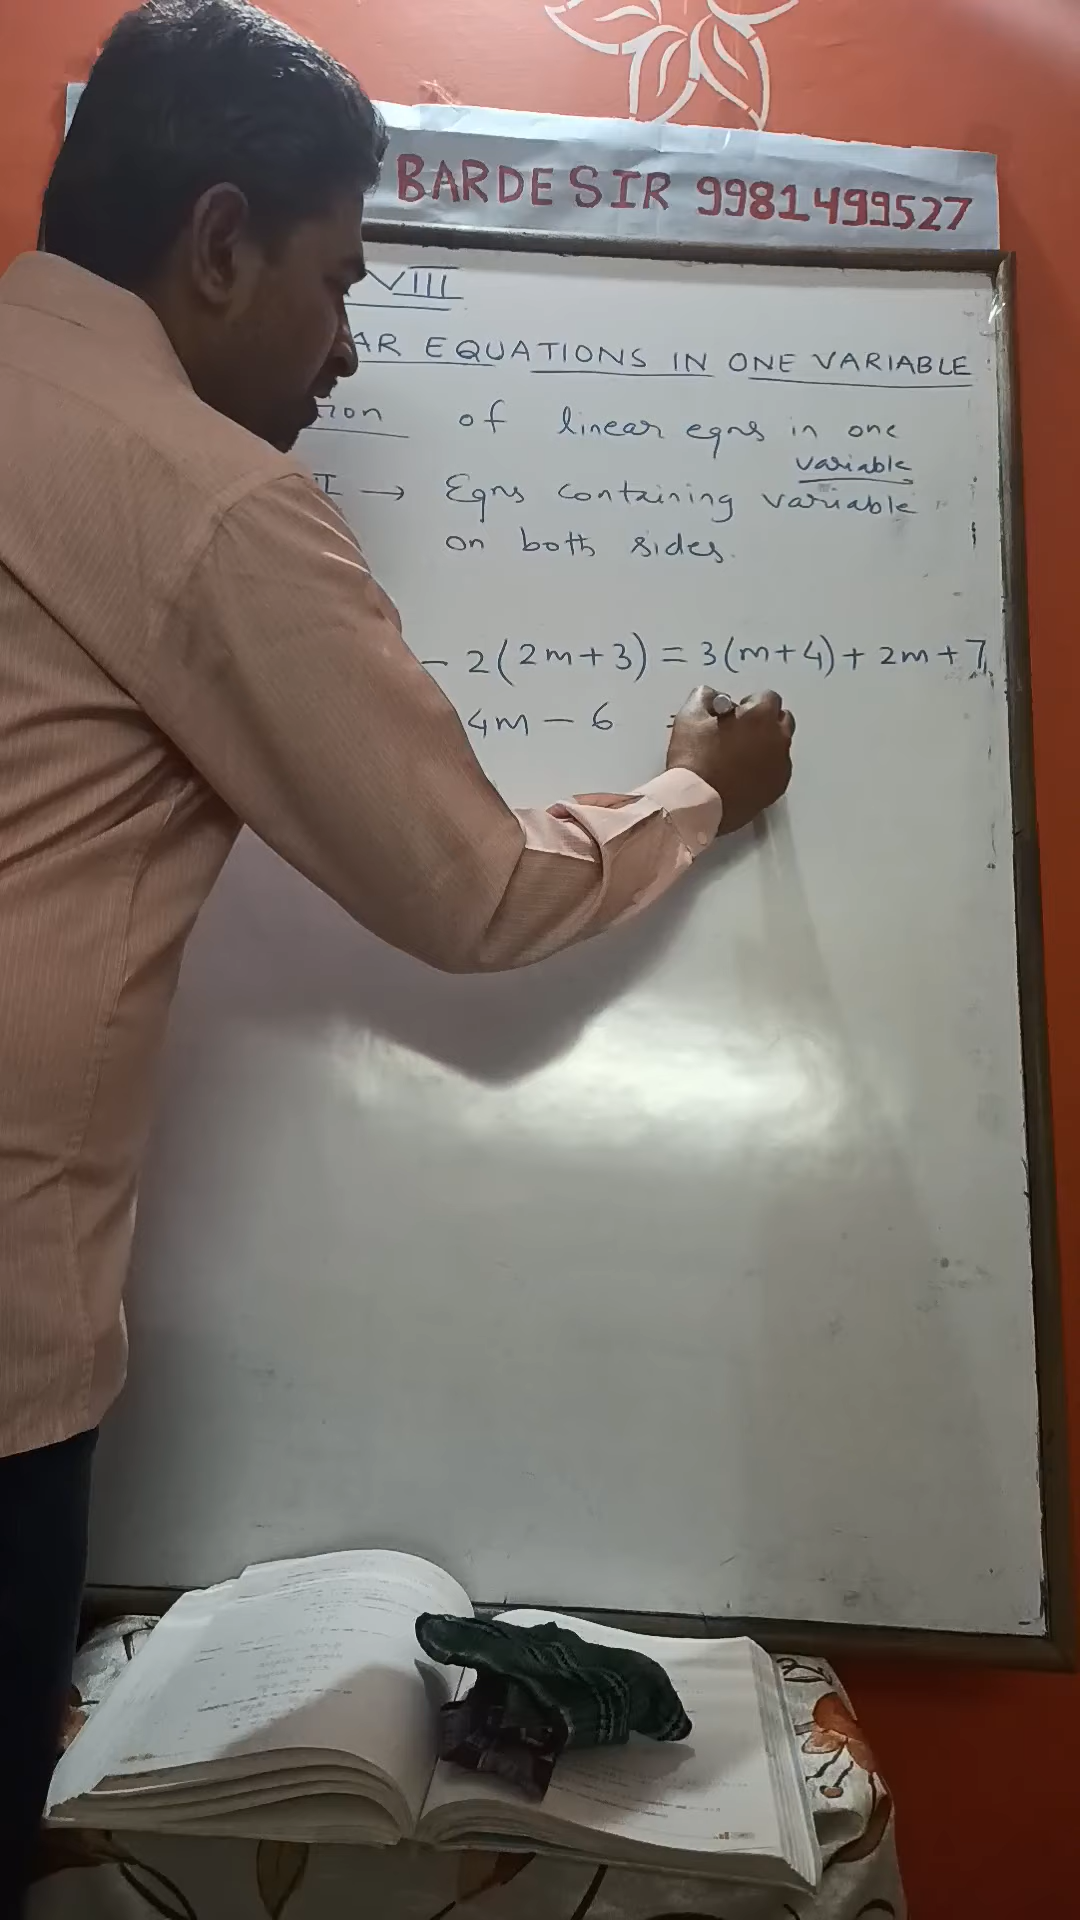 BARDE SIR 9981499527
VIII
AR EQUATIONS IN ONE VARIABLE
tion of linear eqns in one
variable
I → Eqns containing variable
on both sides.
- 2(2m+3) = 3(m+4) + 2m + 7
4m - 6 =